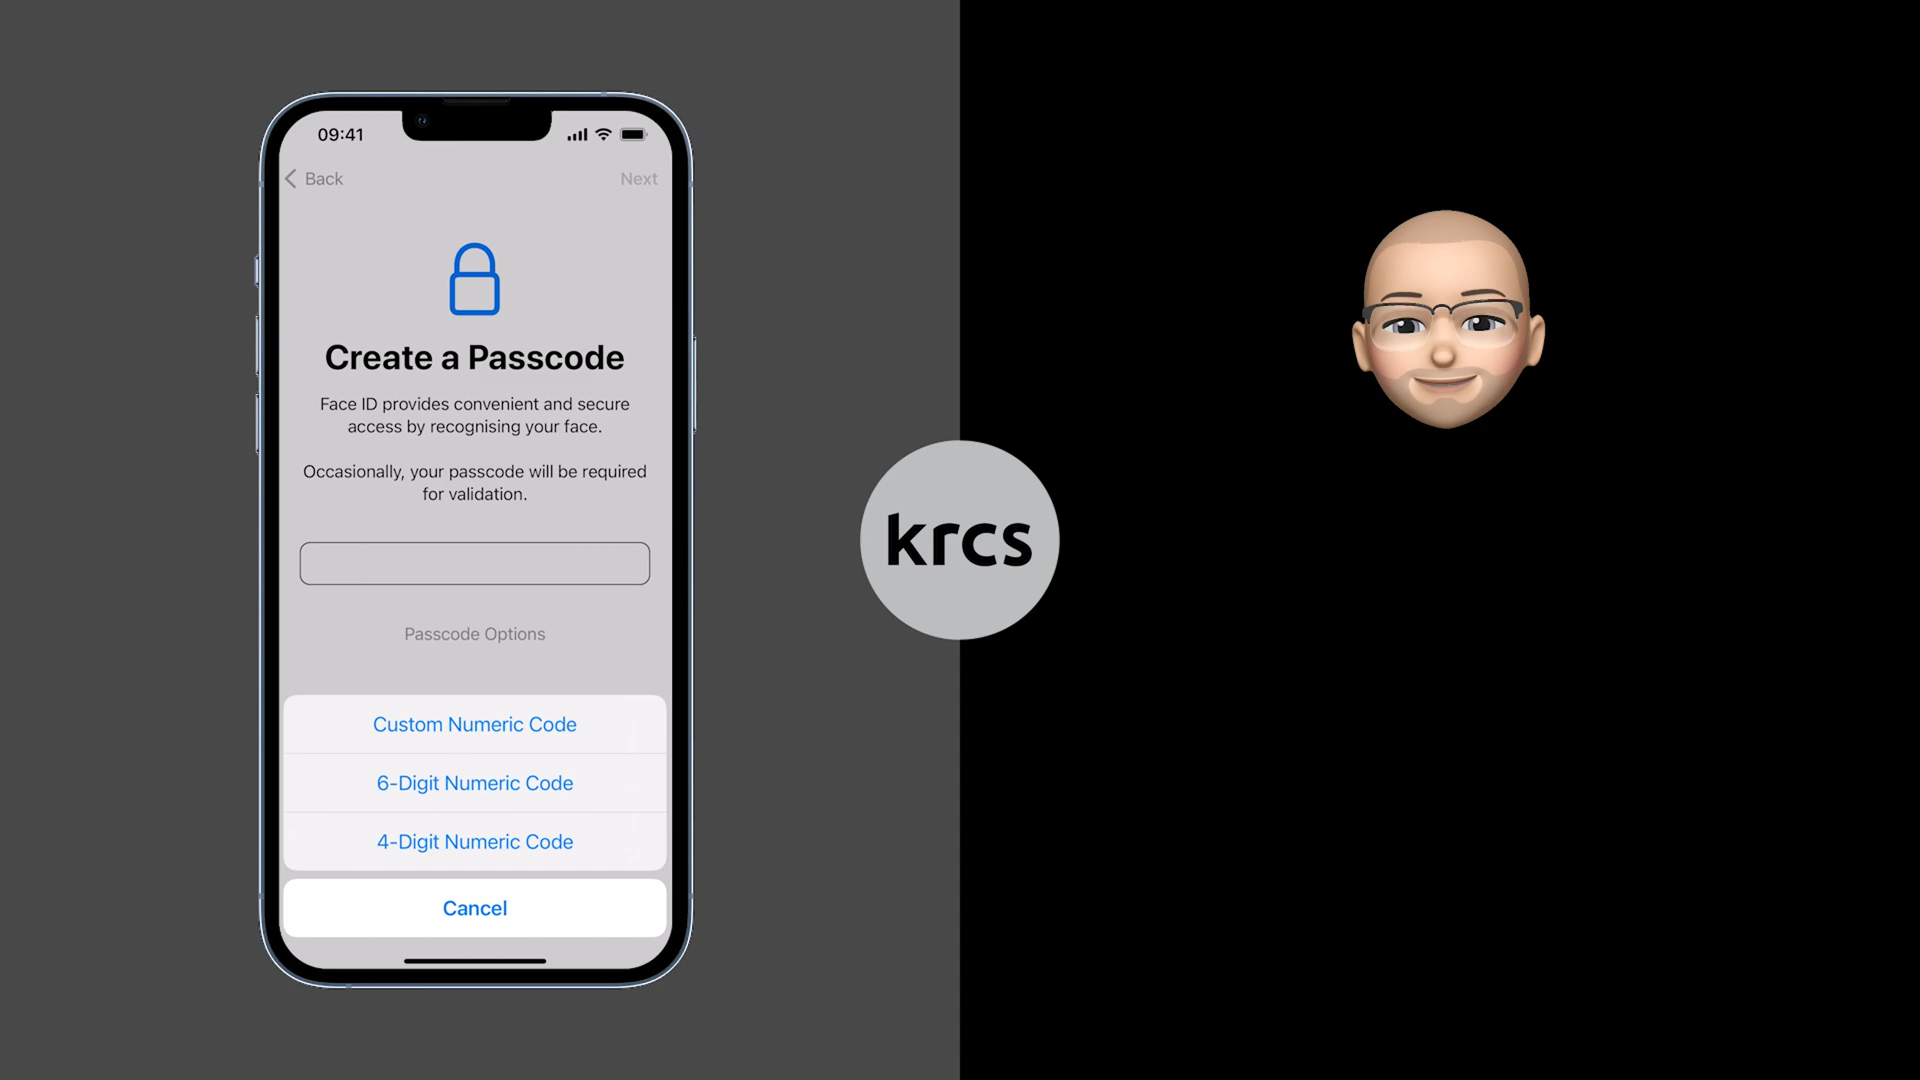 09:41
Back
Next
Create a Passcode
Face ID provides convenient and secure
access by recognising your face.
Occasionally, your passcode will be required
for validation.
Passcode Options
Custom Numeric Code
6-Digit Numeric Code
4-Digit Numeric Code
Cancel
krcs